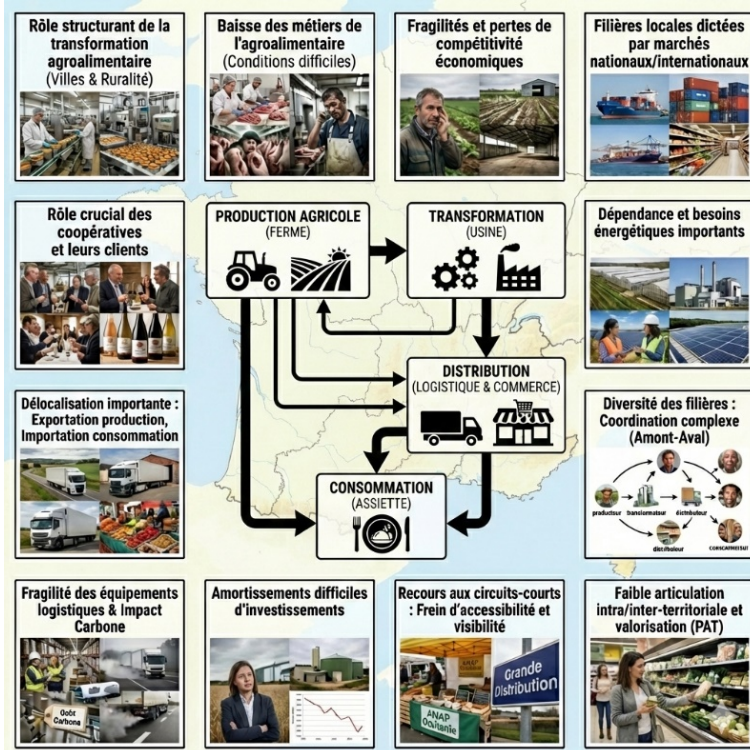 Rôle structurant de la
transformation
agroalimentaire
(Villes & Ruralité)
Baisse des métiers de
l'agroalimentaire
(Conditions difficiles)
Fragilités et pertes de
compétitivité
économiques
Filières locales dictées
par marchés
nationaux/internationaux
Rôle crucial des
coopératives
et leurs clients
PRODUCTION AGRICOLE
(FERME)
TRANSFORMATION
(USINE)
Dépendance et besoins
énergétiques importants
DISTRIBUTION
(LOGISTIQUE & COMMERCE)
Délocalisation importante :
Exportation production,
Importation consommation
CONSOMMATION
(ASSIETTE)
Diversité des filières :
Coordination complexe
(Amont-Aval)
producteur
Fragilité des équipements
logistiques & Impact
Carbone
Carbone
Amortissements difficiles
d'investissements
Recours aux circuits-courts
: Frein d'accessibilité et
visibilité
ANAP
Grande
Distribution
Faible articulation
intra/inter-territoriale et
valorisation (PAT)